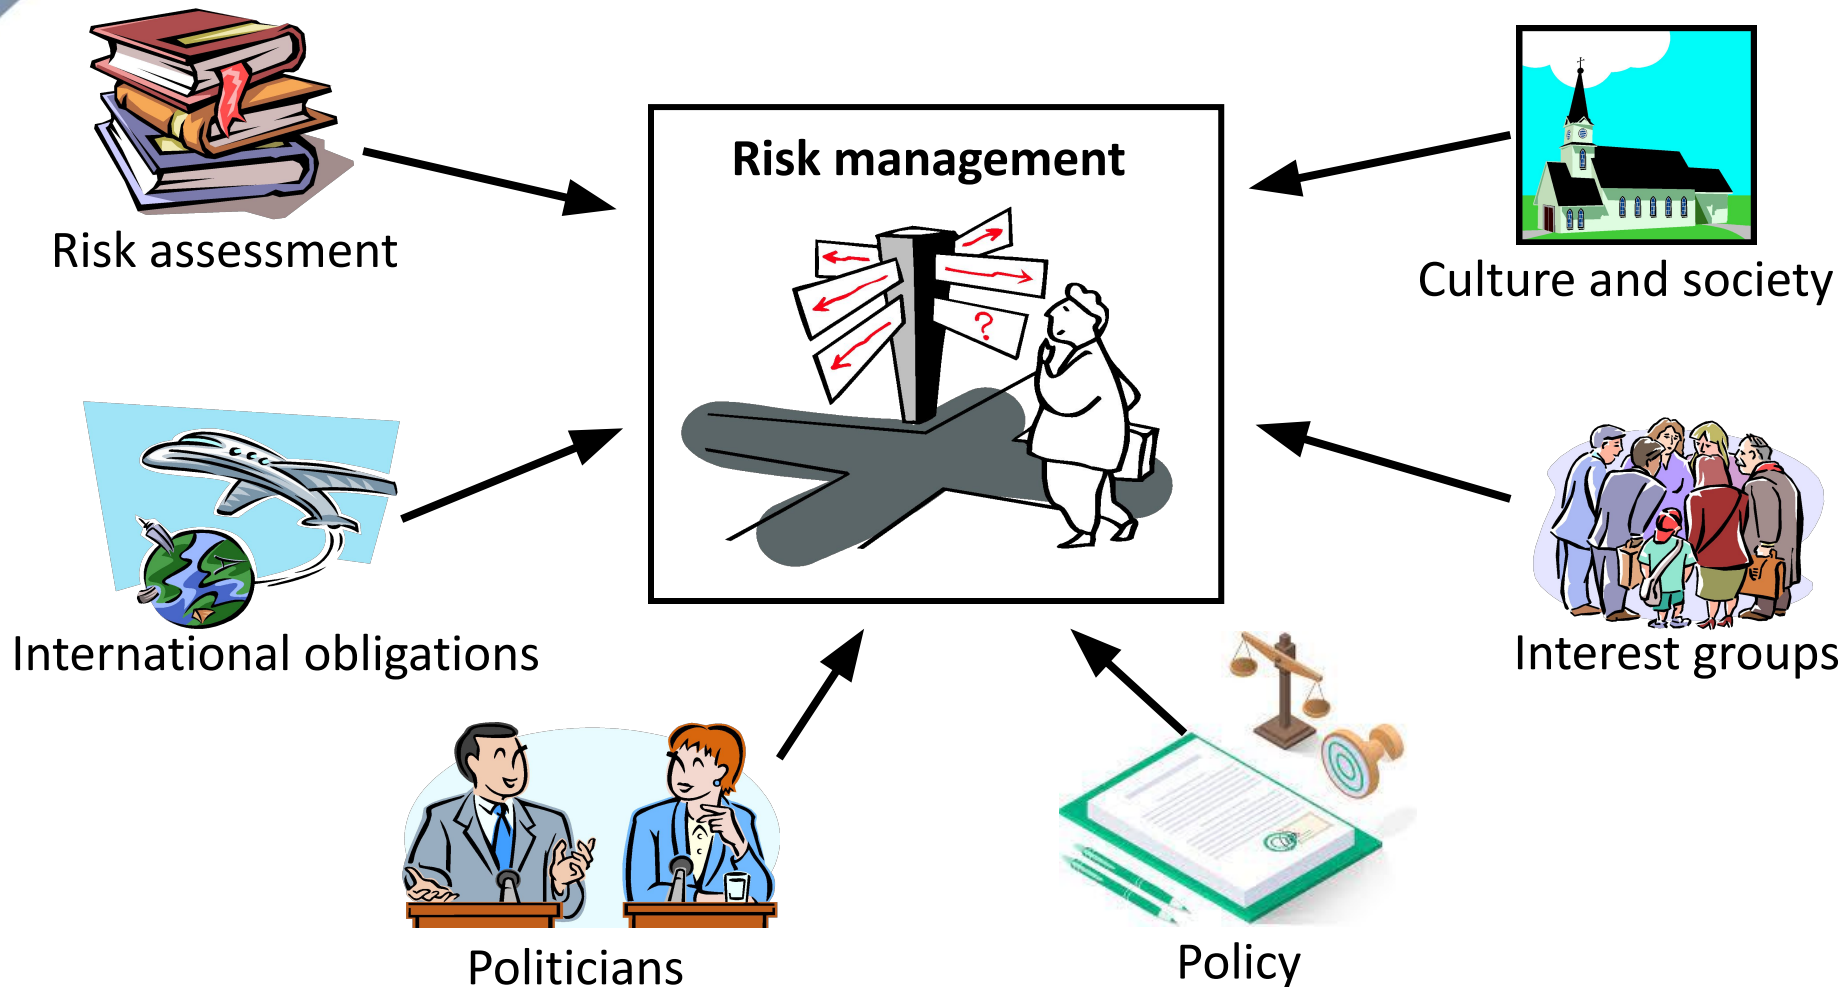 Risk management
Risk assessment
Culture and society
?
International obligations
Interest groups
Politicians
Policy